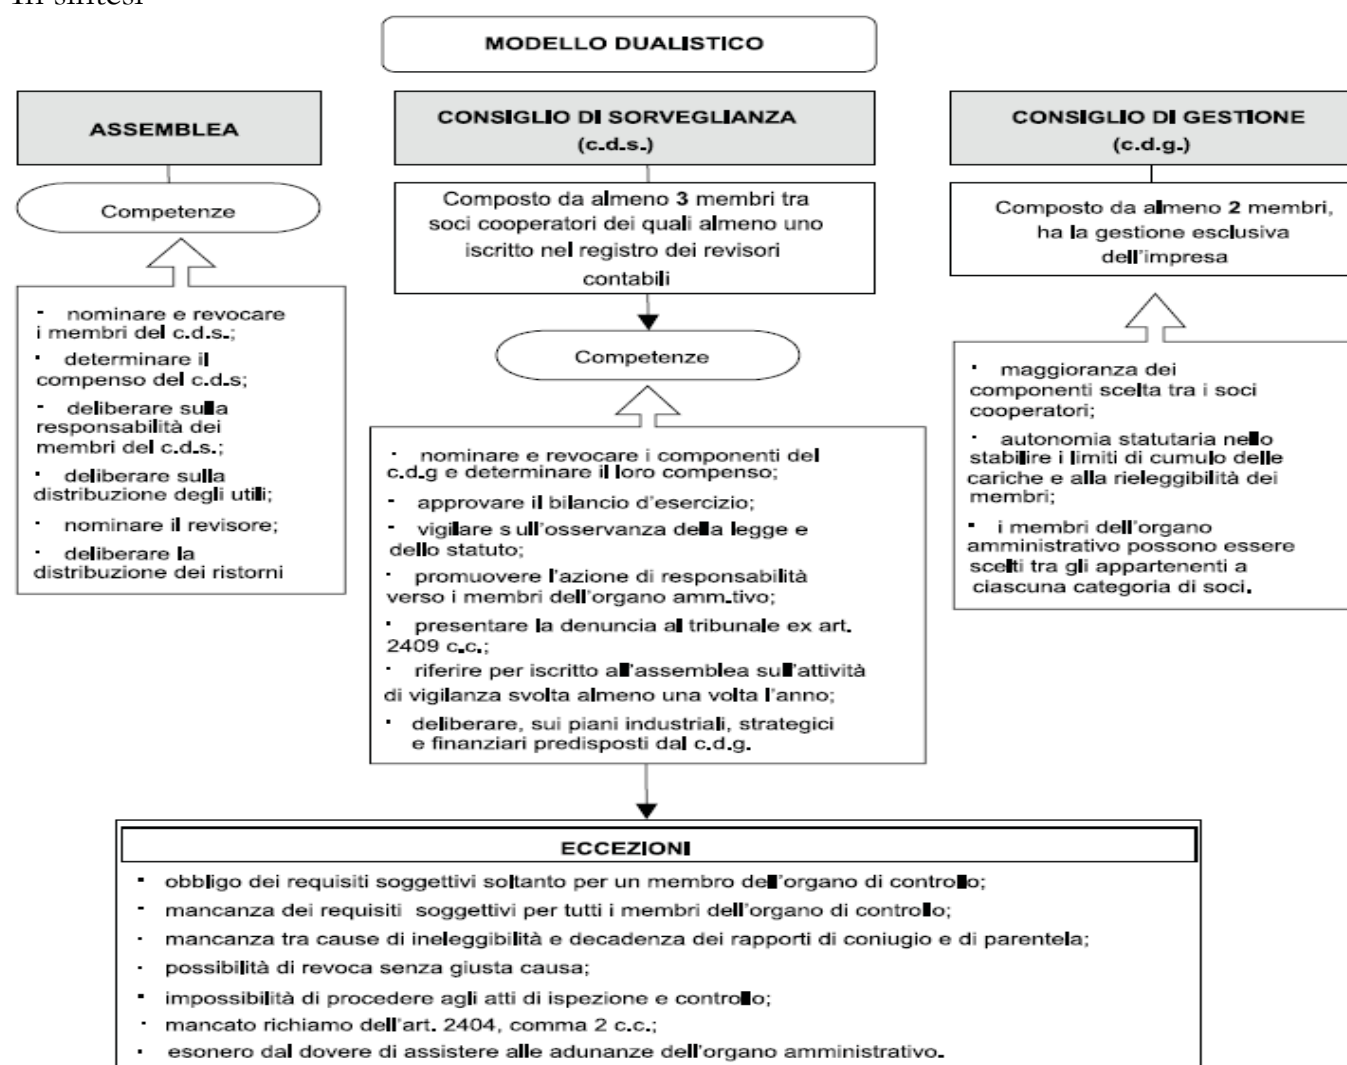 In sintesi
MODELLO DUALISTICO
ASSEMBLEA
Competenze
· nominare e revocare
i membri del c.d.s.;
· determinare il
compenso del c.d.s;
· deliberare sulla
responsabilità dei
membri del c.d.s.;
· deliberare sulla
distribuzione degli utili;
· nominare il revisore;
· deliberare la
distribuzione dei ristorni
CONSIGLIO DI SORVEGLIANZA
(c.d.s.)
Composto da almeno 3 membri tra
soci cooperatori dei quali almeno uno
iscritto nel registro dei revisori
contabili
Competenze
· nominare e revocare i componenti del
c.d.g e determinare il loro compenso;
· approvare il bilancio d'esercizio;
· vigilare sull'osservanza della legge e
dello statuto;
· promuovere l'azione di responsabilità
verso i membri dell'organo amm.tivo;
· presentare la denuncia al tribunale ex art.
2409 c.c.;
· riferire per iscritto all'assemblea sull'attività
di vigilanza svolta almeno una volta l'anno;
· deliberare, sui piani industriali, strategici
e finanziari predisposti dal c.d.g.
CONSIGLIO DI GESTIONE
(c.d.g.)
Composto da almeno 2 membri,
ha la gestione esclusiva
dell'impresa
· maggioranza dei
componenti scelta tra i soci
cooperatori;
· autonomia statutaria nello
stabilire i limiti di cumulo delle
cariche e alla rieleggibilità dei
membri;
· i membri dell'organo
amministrativo possono essere
scelti tra gli appartenenti a
ciascuna categoria di soci.
ECCEZIONI
· obbligo dei requisiti soggettivi soltanto per un membro dell'organo di controllo;
· mancanza dei requisiti soggettivi per tutti i membri dell'organo di controllo;
· mancanza tra cause di ineleggibilità e decadenza dei rapporti di coniugio e di parentela;
· possibilità di revoca senza giusta causa;
· impossibilità di procedere agli atti di ispezione e controllo;
· mancato richiamo dell'art. 2404, comma 2 c.c.;
· esonero dal dovere di assistere alle adunanze dell'organo amministrativo.